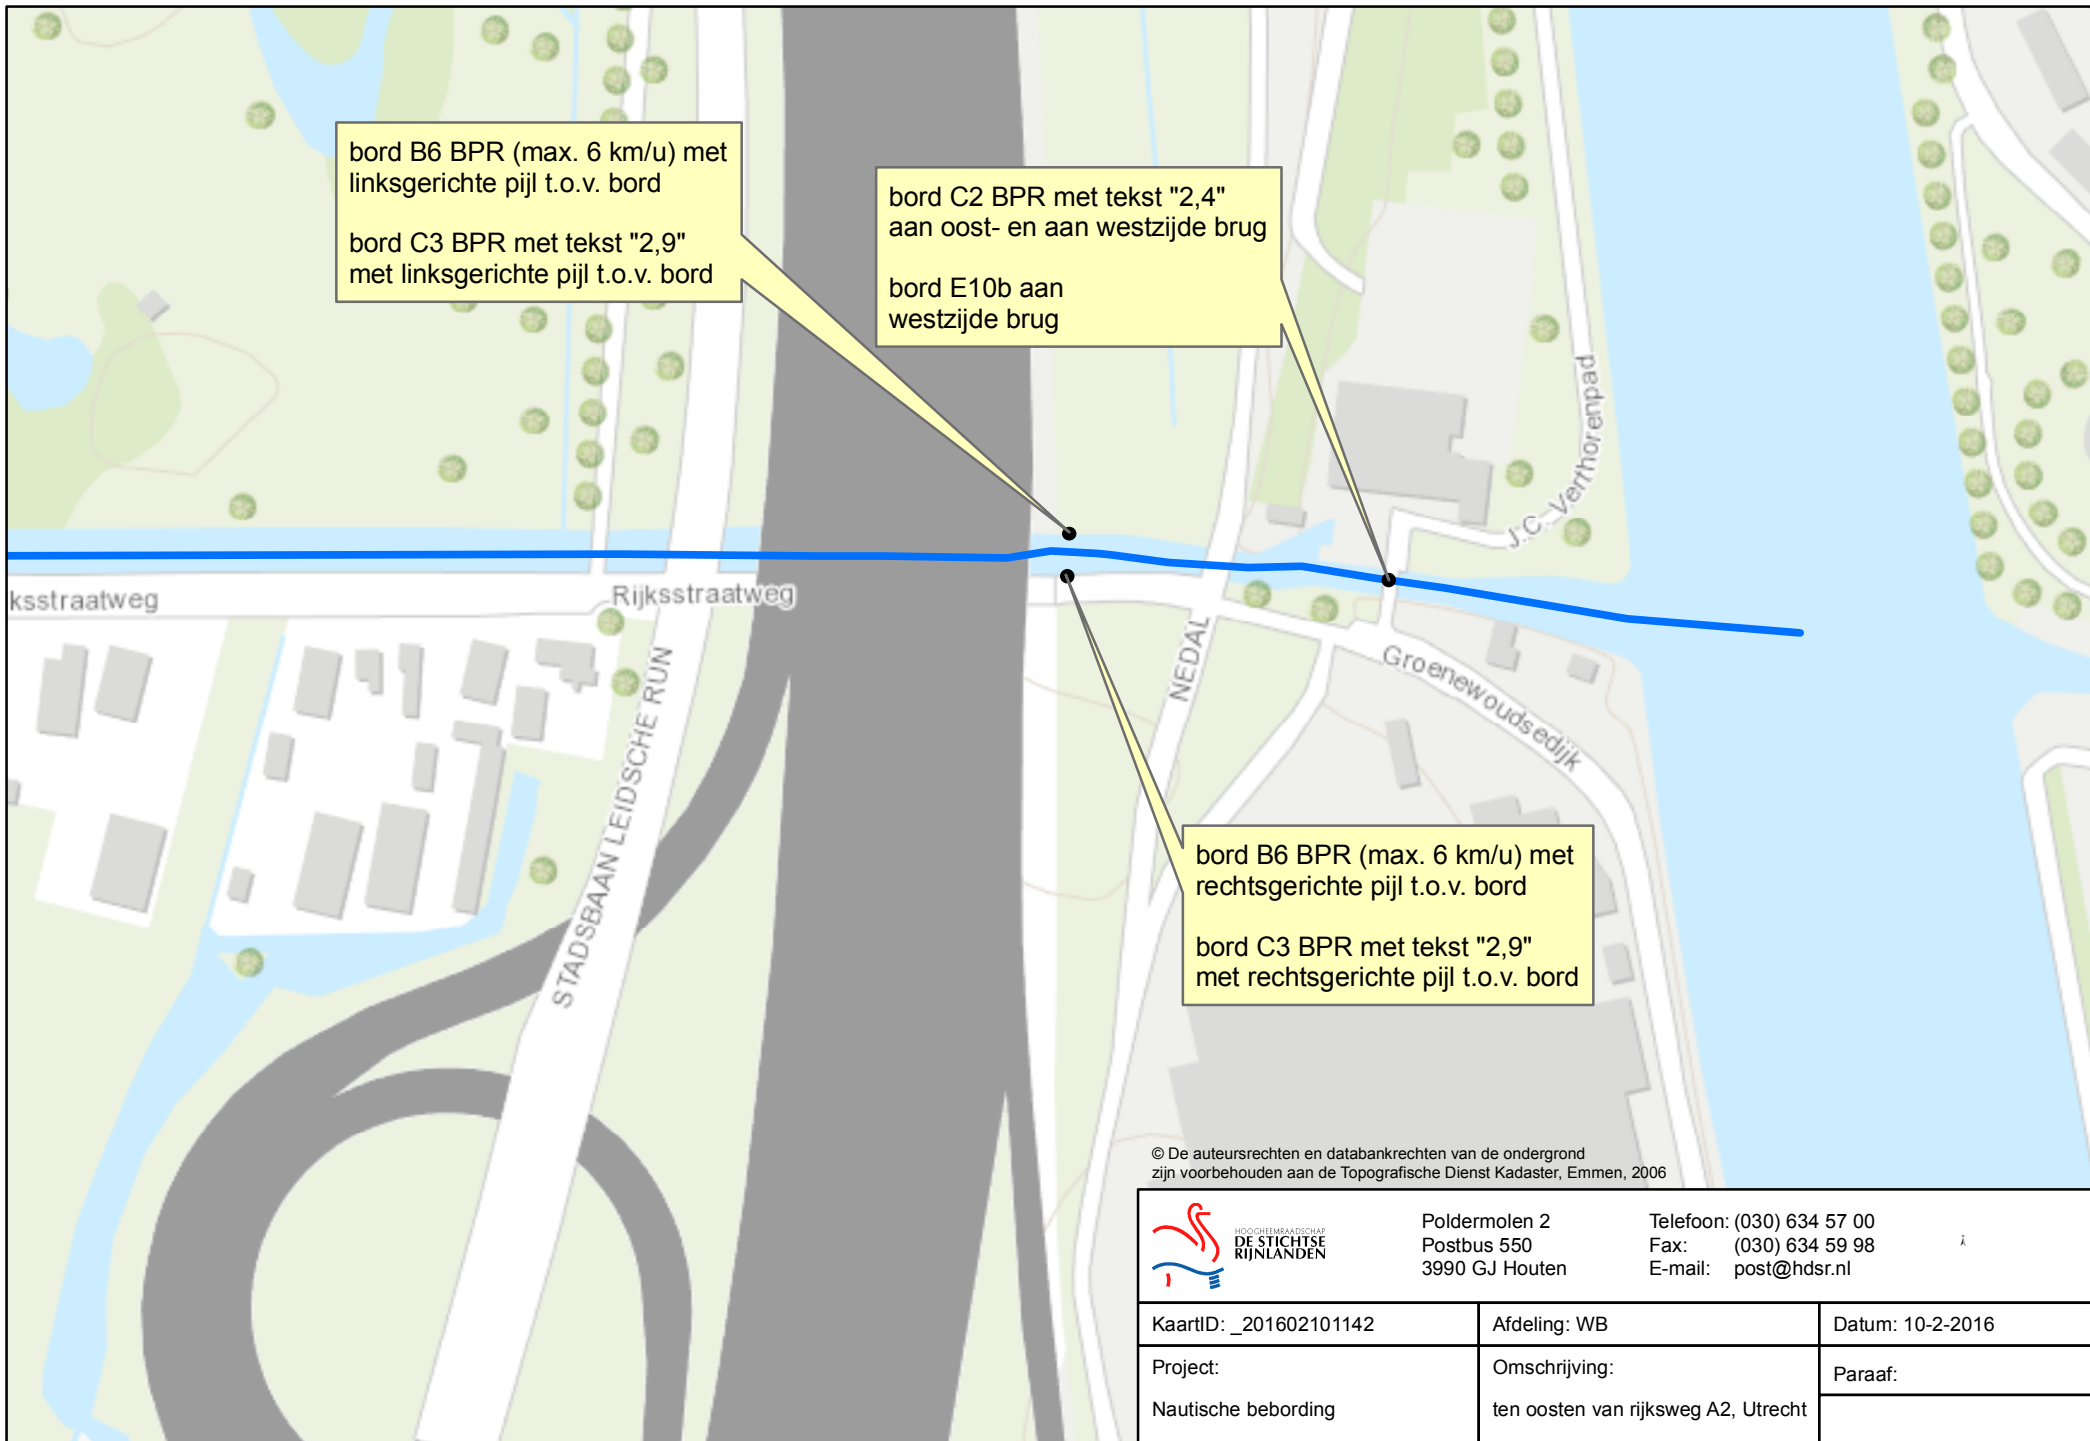 bord B6 BPR (max. 6 km/u) met
linksgerichte pijl t.o.v. bord
bord C3 BPR met tekst "2,9"
met linksgerichte pijl t.o.v. bord
bord C2 BPR met tekst "2,4"
aan oost- en aan westzijde brug
bord E10b aan
westzijde brug
J.C. Verthorenpad
ksstraatweg
Rijksstraatweg
NEDAL
Groenewoudsedijk
STADSBAAN LEIDSCHE RIJN
bord B6 BPR (max. 6 km/u) met
rechtsgerichte pijl t.o.v. bord
bord C3 BPR met tekst "2,9"
met rechtsgerichte pijl t.o.v. bord
© De auteursrechten en databankrechten van de ondergrond
zijn voorbehouden aan de Topografische Dienst Kadaster, Emmen, 2006
HOOGHEEMRAADSCHAP
DE STICHTSE
RIJNLANDEN
Poldermolen 2
Postbus 550
3990 GJ Houten
Telefoon: (030) 634 57 00
Fax: (030) 634 59 98
E-mail: post@hdsr.nl
KaartID: _201602101142
Afdeling: WB
Datum: 10-2-2016
Project:
Nautische bebording
Omschrijving:
ten oosten van rijksweg A2, Utrecht
Paraaf: